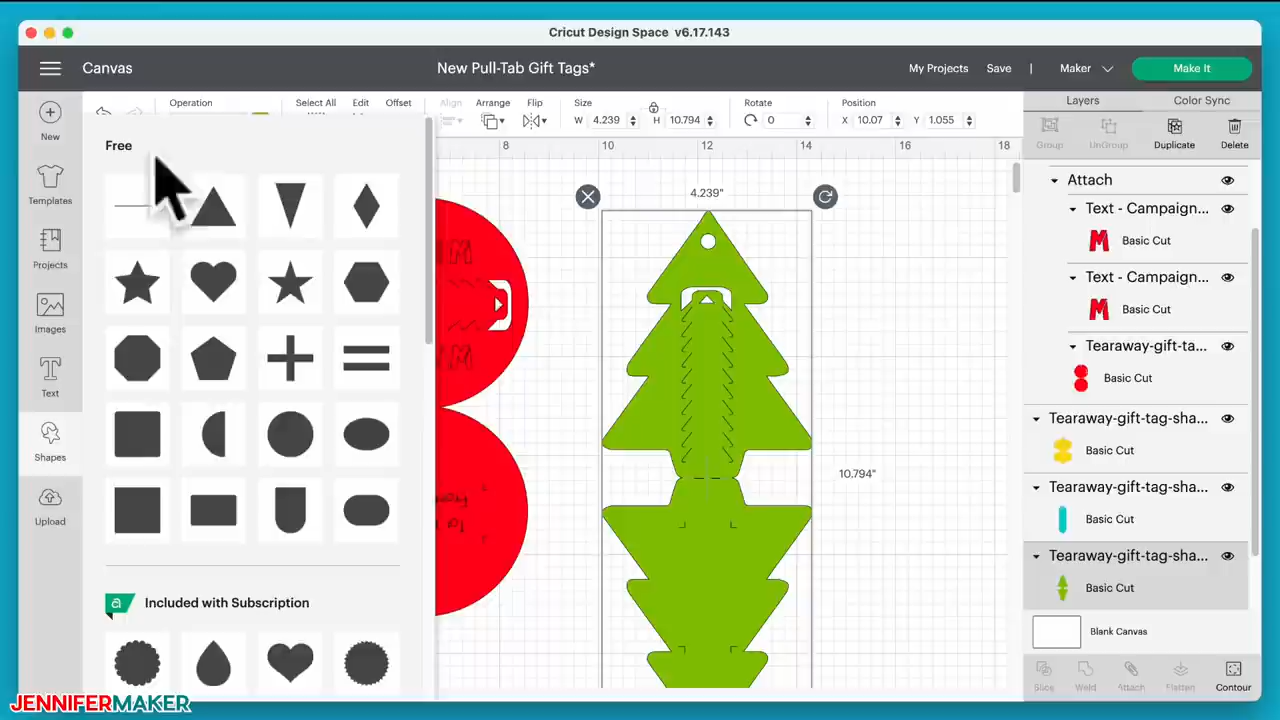 Cricut Design Space v6.17.143
Canvas
New Pull-Tab Gift Tags*
My Projects
Save
|
Maker
Make It
New
Templates
Projects
Images
Text
Shapes
Upload
Operation
Select All
Edit
Offset
Align
Arrange
Flip
Size
W 4.239
H 10.794
Rotate
0
Position
X 10.07
Y 1.055
Free
Included with Subscription
8
10
12
14
16
18
4.239"
10.794"
M
M
To
From
Layers
Color Sync
Group
UnGroup
Duplicate
Delete
Attach
Text - Campaign...
M Basic Cut
Text - Campaign...
M Basic Cut
Tearaway-gift-ta...
Basic Cut
Tearaway-gift-tag-sha...
Basic Cut
Tearaway-gift-tag-sha...
Basic Cut
Tearaway-gift-tag-sha...
Basic Cut
Blank Canvas
Slice
Weld
Attach
Flatten
Contour
JENNIFERMAKER